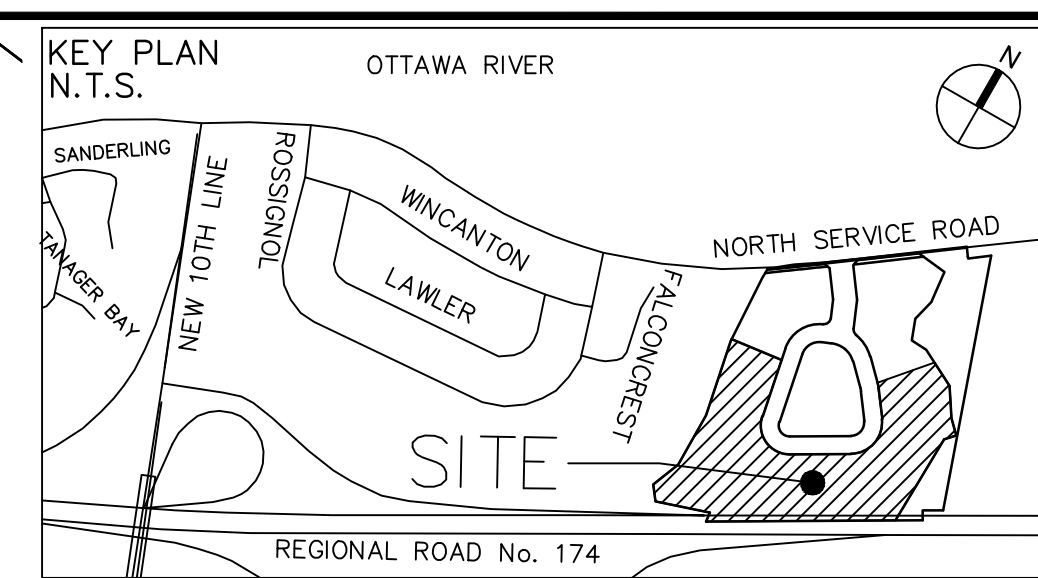 KEY PLAN
N.T.S.
OTTAWA RIVER
N
SANDERLING
ROSSIGNOL
NEW 10TH LINE
WINCANTON
NORTH SERVICE ROAD
TANAGER BAY
LAWLER
FALCONCREST
SITE
REGIONAL ROAD No. 174